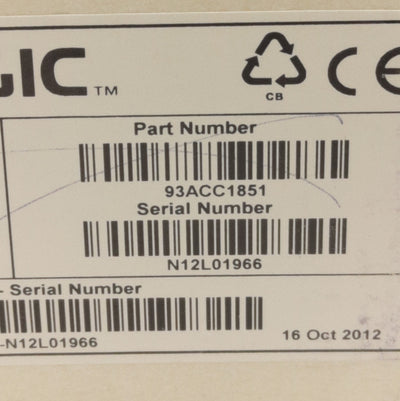 GIC™
CB
CE
Part Number
93ACC1851
Serial Number
N12L01966
- Serial Number
-N12L01966
16 Oct 2012